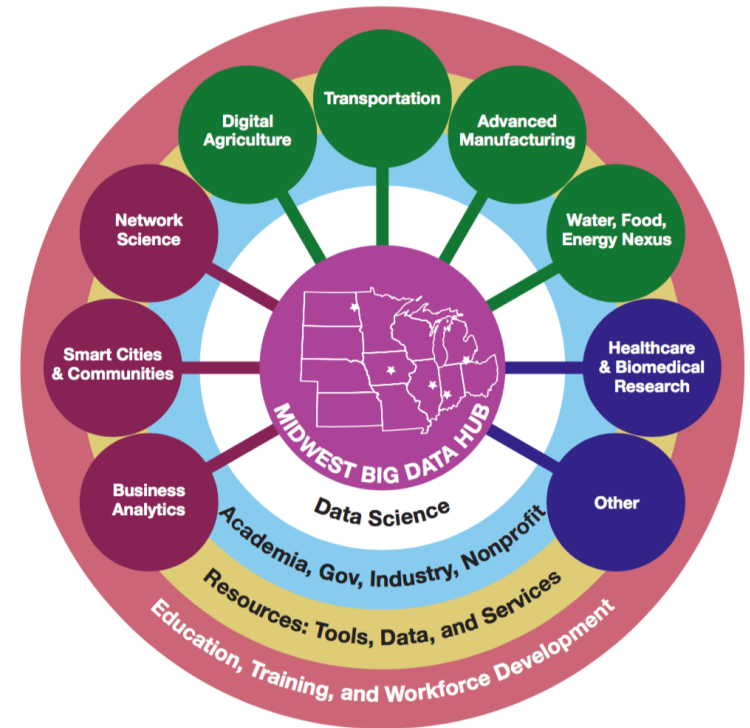 Transportation
Digital
Agriculture
Advanced
Manufacturing
Network
Science
Water, Food,
Energy Nexus
Smart Cities
& Communities
Healthcare
& Biomedical
Research
Business
Analytics
Other
MIDWEST BIG DATA HUB
Data Science
Academia, Gov, Industry, Nonprofit
Resources: Tools, Data, and Services
Education, Training, and Workforce Development